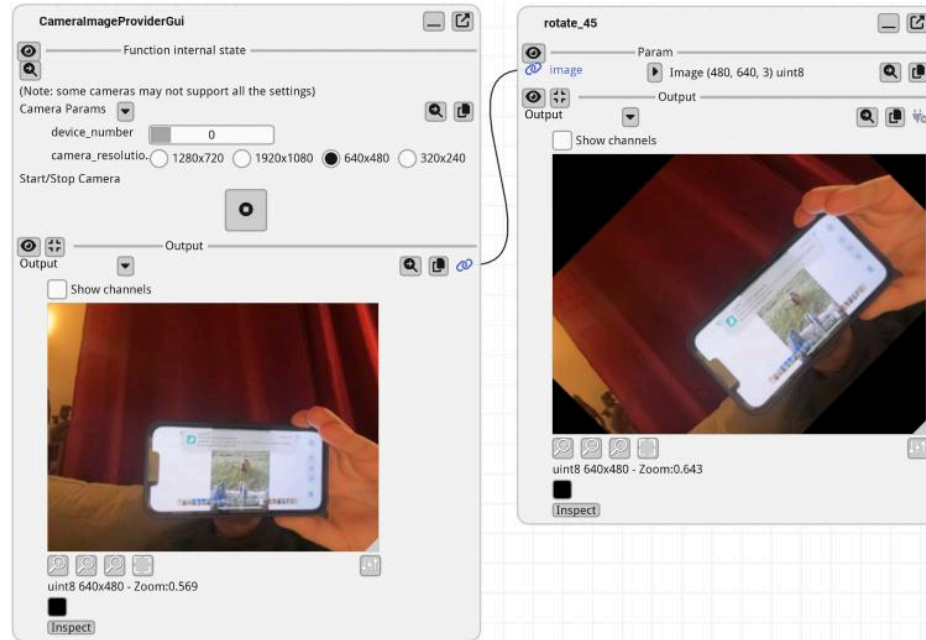 CameraImageProviderGui
Function internal state
(Note: some cameras may not support all the settings)
Camera Params
device_number 0
camera_resolutio. 1280x720 1920x1080 640x480 320x240
Start/Stop Camera
Output
Output
Show channels
uint8 640x480 - Zoom:0.569
Inspect
rotate_45
Param
image Image (480, 640, 3) uint8
Output
Output
Show channels
uint8 640x480 - Zoom:0.643
Inspect